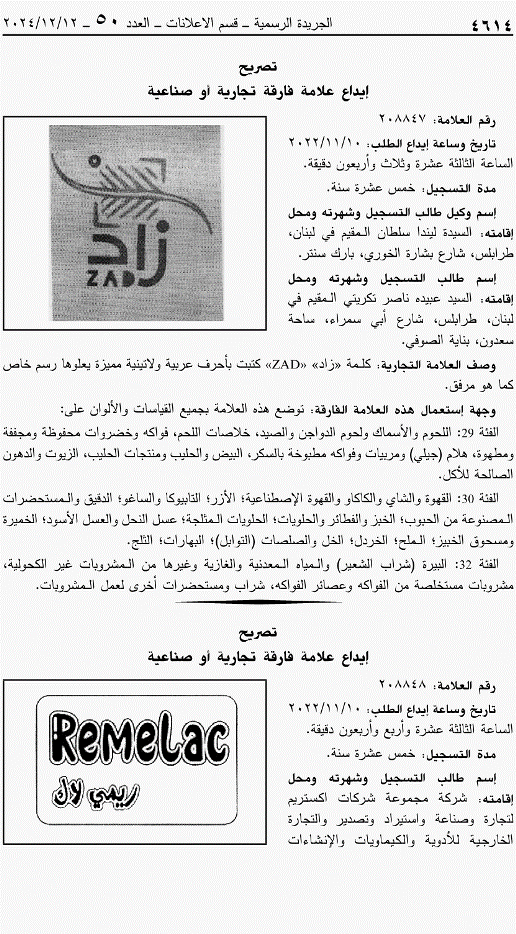 ٤٦١٤
الجريدة الرسمية ــ قسم الاعلانات ــ العدد ٥٠ ــ ٢٠٢٤/١٢/١٢
تصريح
إيداع علامة فارقة تجارية أو صناعية
رقم العلامة: ٢٠٨٨٤٧
تاريخ وساعة إيداع الطلب: ٢٠٢٢/١١/١٠
الساعة الثالثة عشرة وثلاث وأربعون دقيقة.
مدة التسجيل: خمس عشرة سنة.
إسم وكيل طالب التسجيل وشهرته ومحل
إقامته: السيدة ليندا سلطان المقيم في لبنان،
طرابلس، شارع بشارة الخوري، بارك سنتر.
إسم طالب التسجيل وشهرته ومحل
إقامته: السيد عبيده ناصر تكريتي المقيم في
لبنان، طرابلس، شارع أبي سمراء، ساحة
سعدون، بناية الصوفي.
زاد
ZAD
وصف العلامة التجارية: كلمة «زاد» «ZAD» كتبت بأحرف عربية ولاتينية مميزة يعلوها رسم خاص
كما هو مرفق.
وجهة إستعمال هذه العلامة الفارقة: توضع هذه العلامة بجميع القياسات والألوان على:
الفئة 29: اللحوم والأسماك ولحوم الدواجن والصيد، خلاصات اللحم، فواكه وخضروات محفوظة ومجففة
ومطهوة، هلام (جيلي) ومربيات وفواكه مطبوخة بالسكر، البيض والحليب ومنتجات الحليب، الزيوت والدهون
الصالحة للأكل.
الفئة 30: القهوة والشاي والكاكاو والقهوة الإصطناعية؛ الأزر؛ التابيوكا والساغو؛ الدقيق والمستحضرات
المصنوعة من الحبوب؛ الخبز والفطائر والحلويات؛ الحلويات المثلجة؛ عسل النحل والعسل الأسود؛ الخميرة
ومسحوق الخبيز؛ الملح؛ الخردل؛ الخل والصلصات (التوابل)؛ البهارات؛ الثلج.
الفئة 32: البيرة (شراب الشعير) والمياه المعدنية والغازية وغيرها من المشروبات غير الكحولية،
مشروبات مستخلصة من الفواكه وعصائر الفواكه، شراب ومستحضرات أخرى لعمل المشروبات.
تصريح
إيداع علامة فارقة تجارية أو صناعية
رقم العلامة: ٢٠٨٨٤٨
تاريخ وساعة إيداع الطلب: ٢٠٢٢/١١/١٠
الساعة الثالثة عشرة وأربع وأربعون دقيقة.
مدة التسجيل: خمس عشرة سنة.
إسم طالب التسجيل وشهرته ومحل
إقامته: شركة مجموعة شركات اكستريم
لتجارة وصناعة واستيراد وتصدير والتجارة
الخارجية للأدوية والكيماويات والإنشاءات
Remelac
ريمي لاك